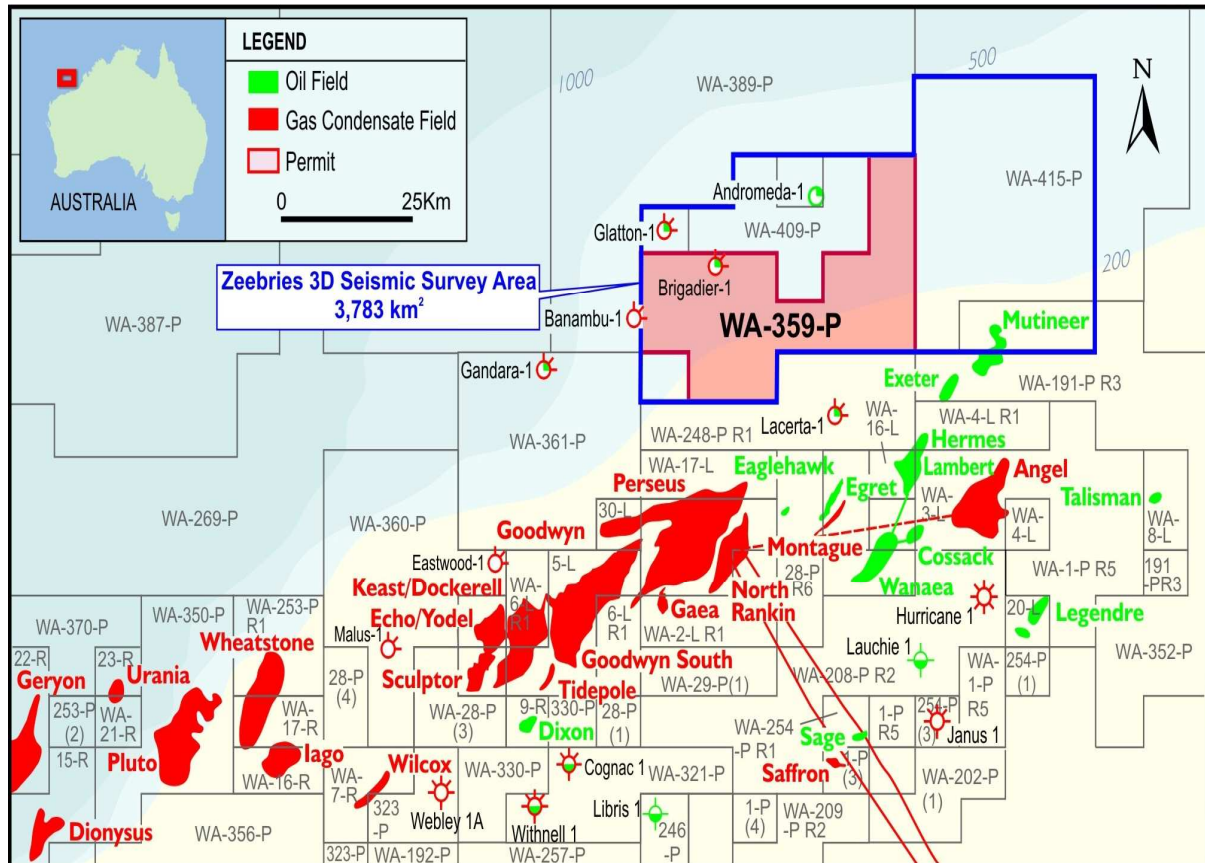 LEGEND
Oil Field
Gas Condensate Field
Permit
0 25Km
AUSTRALIA
1000
500
200
N
WA-389-P
WA-415-P
Andromeda-1
Glatton-1
WA-409-P
Zeebries 3D Seismic Survey Area
3,783 km²
Brigadier-1
Banambu-1
WA-359-P
WA-387-P
Gandara-1
Mutineer
Exeter
WA-191-P R3
WA-361-P
WA-248-P R1
Lacerta-1
WA-
16-L
WA-4-L R1
Hermes
Lambert
Angel
WA-17-L
Eaglehawk
Egret
Perseus
30-L
WA-
3-L
WA-
4-L
Talisman
WA-
8-L
WA-269-P
WA-360-P
Goodwyn
Montague
Cossack
Wanaea
Eastwood-1
5-L
28-P
R6
WA-1-P R5
191
-PR3
Keast/Dockerell
WA-
6-L
R1
North
Rankin
Hurricane 1
Echo/Yodel
6-L
R1
Gaea
WA-2-L R1
20-L
Legendre
WA-370-P
WA-350-P
WA-253-P
R1
Malus-1
Wheatstone
Lauchie 1
WA-352-P
22-R
23-R
Geryon
Urania
28-P
(4)
Sculptor
Goodwyn South
Tidepole
WA-29-P(1)
WA-208-P R2
WA-
1-P
R5
254-P
(1)
253-P
(2)
WA-
21-R
WA-
17-R
WA-28-P
(3)
9-R
330-P
28-P
(1)
Dixon
WA-254
-P R1
1-P
R5
254-P
(3)
Janus 1
Sage
15-R
Pluto
Iago
WA-16-R
WA-
7-R
Wilcox
WA-330-P
Cognac 1
WA-321-P
Saffron
1-P
(3)
WA-202-P
(1)
323
-P
Webley 1A
Withnell 1
Libris 1
246
-P
1-P
(4)
WA-209
-P R2
Dionysus
WA-356-P
323-P
WA-192-P
WA-257-P